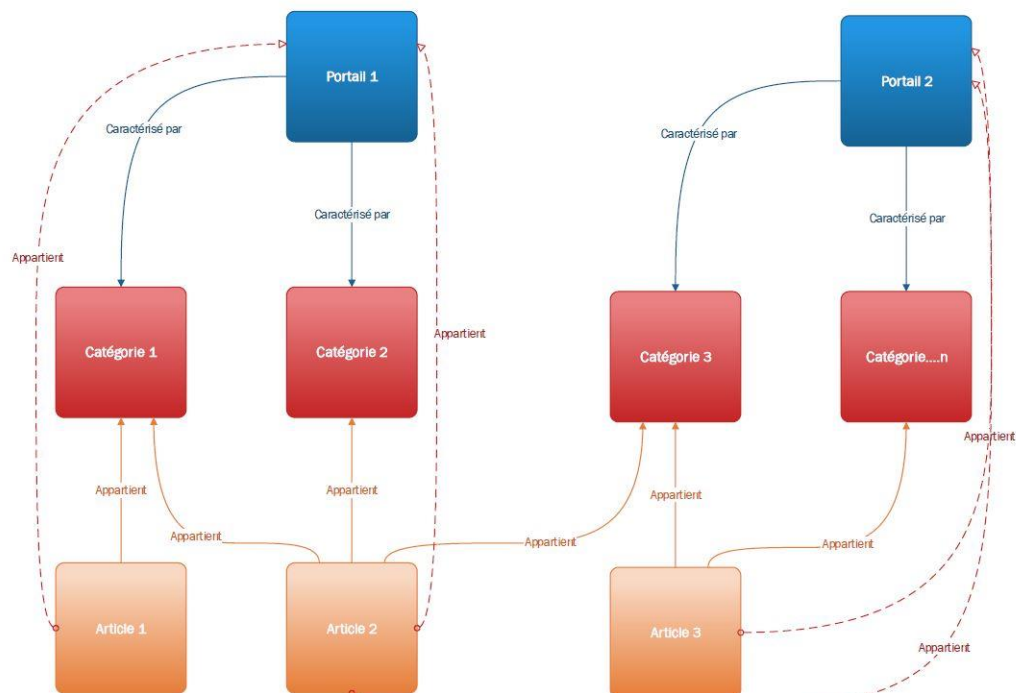 Portail 1
Portail 2
Caractérisé par
Caractérisé par
Caractérisé par
Caractérisé par
Appartient
Appartient
Catégorie 1
Catégorie 2
Catégorie 3
Catégorie....n
Appartient
Appartient
Appartient
Appartient
Appartient
Appartient
Appartient
Article 1
Article 2
Article 3
Appartient